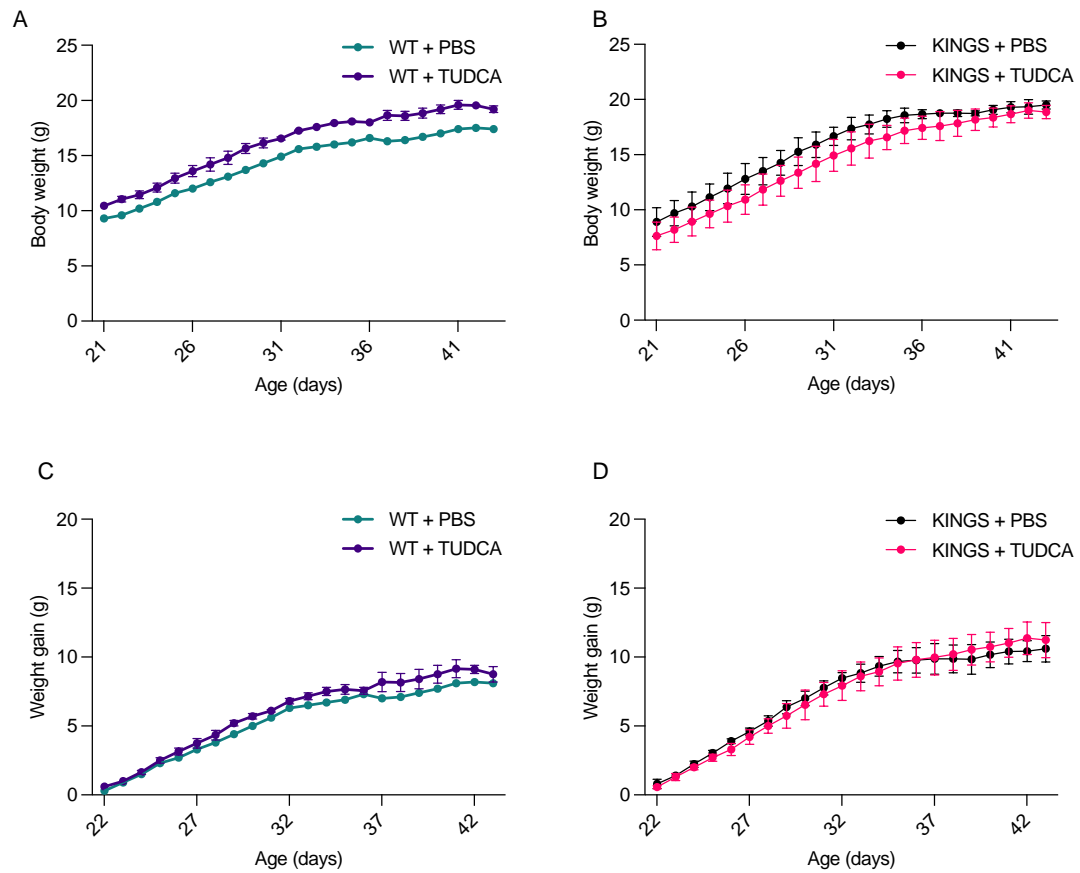 A
WT + PBS
WT + TUDCA
Body weight (g)
25
20
15
10
5
0
21
26
31
36
41
Age (days)
B
KINGS + PBS
KINGS + TUDCA
Body weight (g)
25
20
15
10
5
0
21
26
31
36
41
Age (days)
C
WT + PBS
WT + TUDCA
Weight gain (g)
20
15
10
5
0
22
27
32
37
42
Age (days)
D
KINGS + PBS
KINGS + TUDCA
Weight gain (g)
20
15
10
5
0
22
27
32
37
42
Age (days)